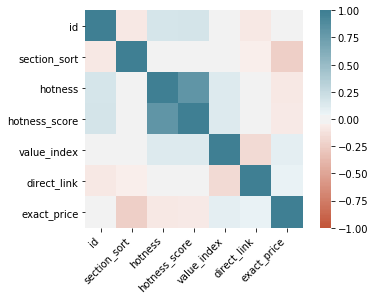 id
section_sort
hotness
hotness_score
value_index
direct_link
exact_price
id
section_sort
hotness
hotness_score
value_index
direct_link
exact_price
1.00
0.75
0.50
0.25
0.00
−0.25
−0.50
−0.75
−1.00